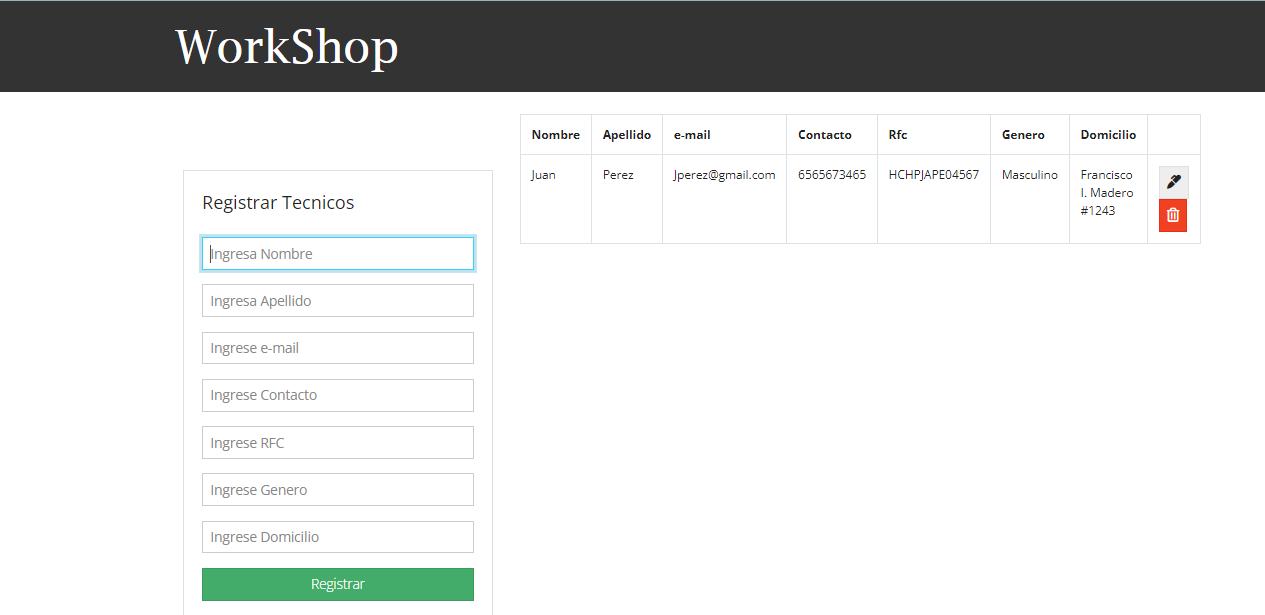 WorkShop
Registrar Tecnicos
Ingresa Nombre
Ingresa Apellido
Ingrese e-mail
Ingrese Contacto
Ingrese RFC
Ingrese Genero
Ingrese Domicilio
Registrar
Nombre Apellido e-mail Contacto Rfc Genero Domicilio
Juan Perez Jperez@gmail.com 6565673465 HCHPJAPE04567 Masculino Francisco
I. Madero
#1243